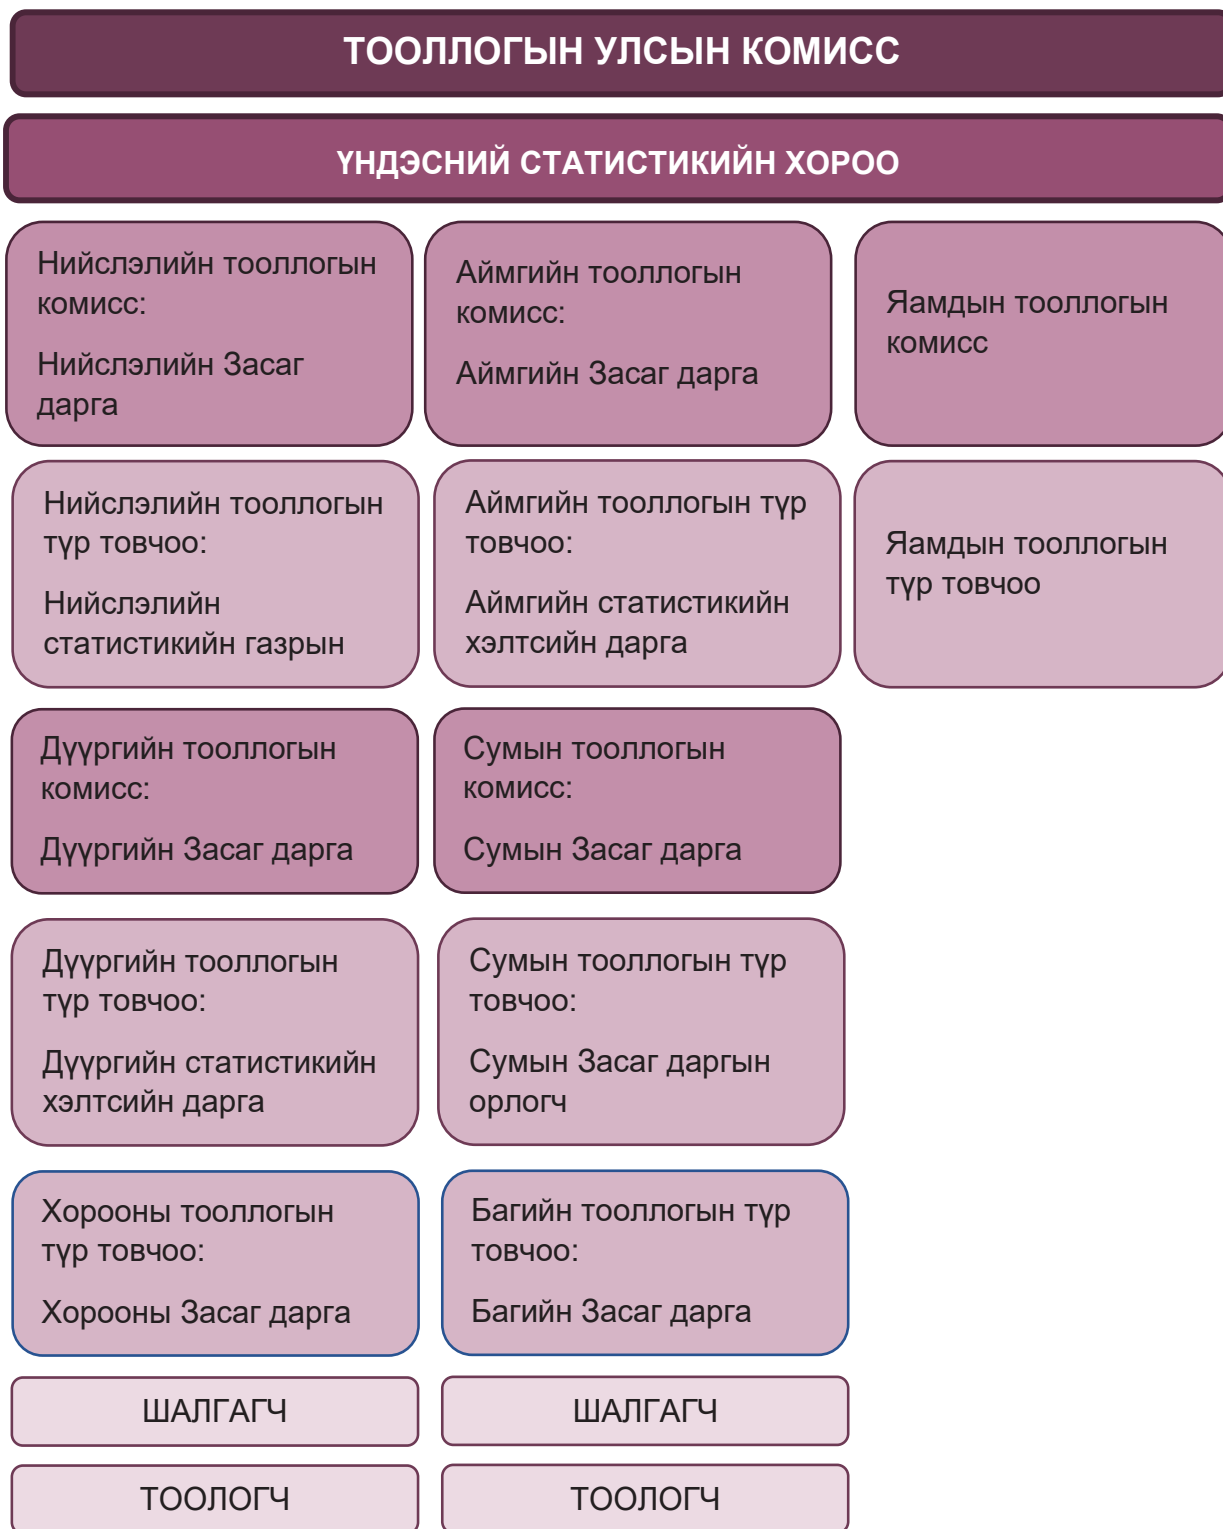 ТООЛЛОГЫН УЛСЫН КОМИСС
ҮНДЭСНИЙ СТАТИСТИКИЙН ХОРОО
Нийслэлийн тооллогын
комисс:
Нийслэлийн Засаг
дарга
Аймгийн тооллогын
комисс:
Аймгийн Засаг дарга
Яамдын тооллогын
комисс
Нийслэлийн тооллогын
түр товчоо:
Нийслэлийн
статистикийн газрын
Аймгийн тооллогын түр
товчоо:
Аймгийн статистикийн
хэлтсийн дарга
Яамдын тооллогын
түр товчоо
Дүүргийн тооллогын
комисс:
Дүүргийн Засаг дарга
Сумын тооллогын
комисс:
Сумын Засаг дарга
Дүүргийн тооллогын
түр товчоо:
Дүүргийн статистикийн
хэлтсийн дарга
Сумын тооллогын түр
товчоо:
Сумын Засаг даргын
орлогч
Хорооны тооллогын
түр товчоо:
Хорооны Засаг дарга
Багийн тооллогын түр
товчоо:
Багийн Засаг дарга
ШАЛГАГЧ
ШАЛГАГЧ
ТООЛОГЧ
ТООЛОГЧ